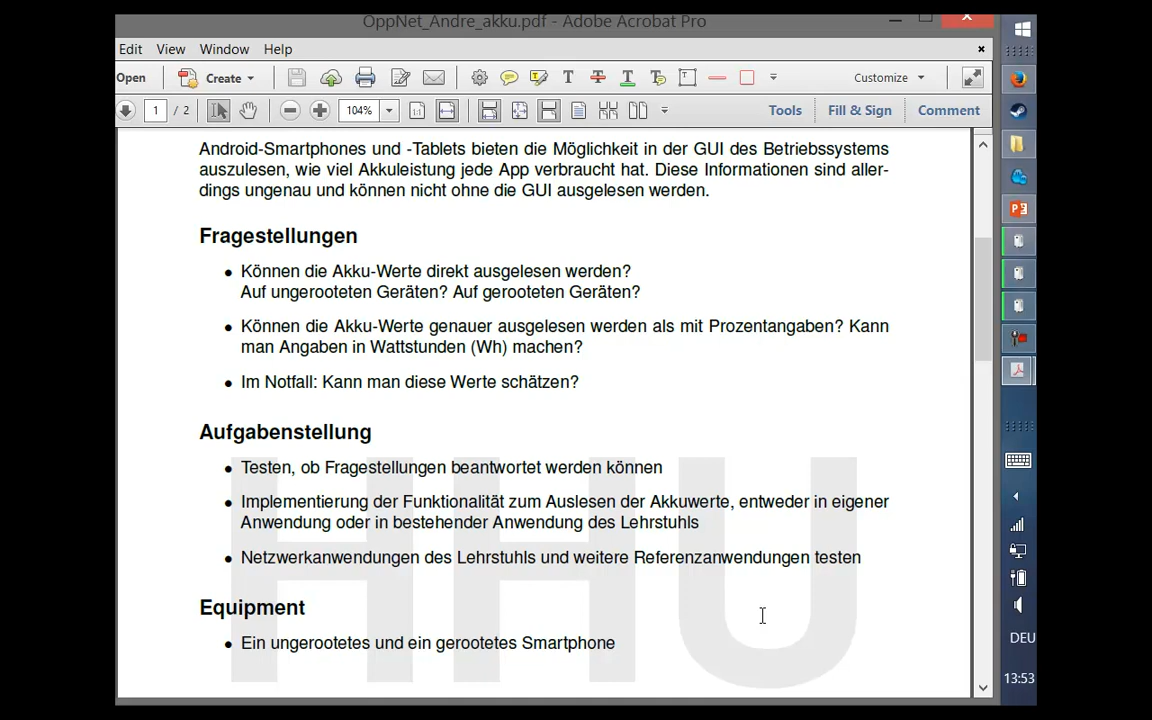 OppNet_Andre_akku.pdf - Adobe Acrobat Pro
Edit View Window Help
Open Create Customize
1 / 2 104% Tools Fill & Sign Comment
Android-Smartphones und -Tablets bieten die Möglichkeit in der GUI des Betriebssystems
auszulesen, wie viel Akkuleistung jede App verbraucht hat. Diese Informationen sind aller-
dings ungenau und können nicht ohne die GUI ausgelesen werden.
Fragestellungen
• Können die Akku-Werte direkt ausgelesen werden?
Auf ungerooteten Geräten? Auf gerooteten Geräten?
• Können die Akku-Werte genauer ausgelesen werden als mit Prozentangaben? Kann
man Angaben in Wattstunden (Wh) machen?
• Im Notfall: Kann man diese Werte schätzen?
Aufgabenstellung
• Testen, ob Fragestellungen beantwortet werden können
• Implementierung der Funktionalität zum Auslesen der Akkuwerte, entweder in eigener
Anwendung oder in bestehender Anwendung des Lehrstuhls
• Netzwerkanwendungen des Lehrstuhls und weitere Referenzanwendungen testen
Equipment
• Ein ungerootetes und ein gerootetes Smartphone
HHU
DEU
13:53